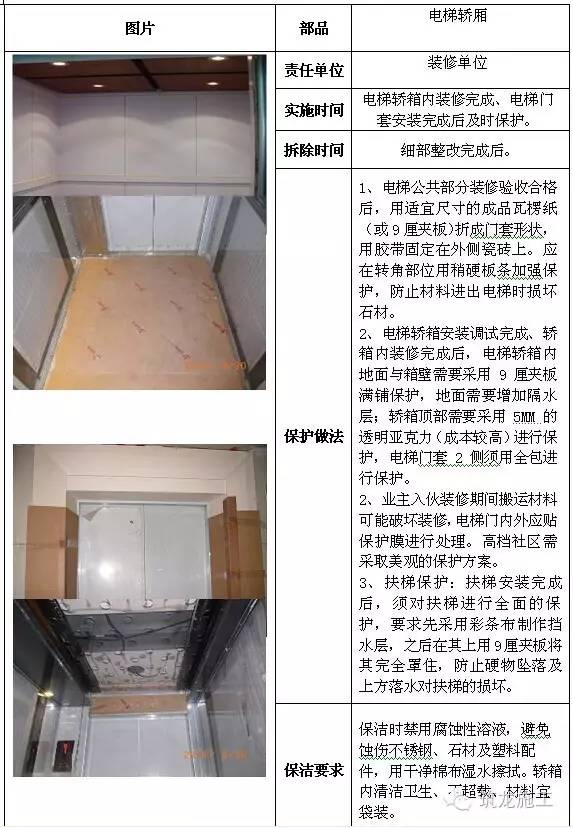 图片
部品
电梯轿厢
责任单位
装修单位
实施时间
电梯轿箱内装修完成、电梯门
套安装完成后及时保护。
拆除时间
细部整改完成后。
保护做法
1、电梯公共部分装修验收合格
后，用适宜尺寸的成品瓦楞纸
（或9厘夹板）折成门套形状，
用胶带固定在外侧瓷砖上。应
在转角部位用稍硬板条加强保
护，防止材料进出电梯时损坏
石材。
2、电梯轿箱安装调试完成、轿
箱内装修完成后，电梯轿箱内
地面与箱壁需要采用 9 厘夹板
满铺保护，地面需要增加隔水
层；轿箱顶部需要采用 5MM 的
透明亚克力（成本较高）进行保
护，电梯门套 2 侧须用全包进
行保护。
2、业主入伙装修期间搬运材料
可能破坏装修，电梯门内外应贴
保护膜进行处理。高档社区需
采取美观的保护方案。
3、扶梯保护：扶梯安装完成
后，须对扶梯进行全面的保
护，要求先采用彩条布制作挡
水层，之后在其上用9厘夹板将
其完全罩住，防止硬物坠落及
上方落水对扶梯的损坏。
保洁要求
保洁时禁用腐蚀性溶液，避免
蚀伤不锈钢、石材及塑料配
件，用干净棉布湿水擦拭。轿箱
内清洁卫生、不超载、材料宜
袋装。
筑龙施工